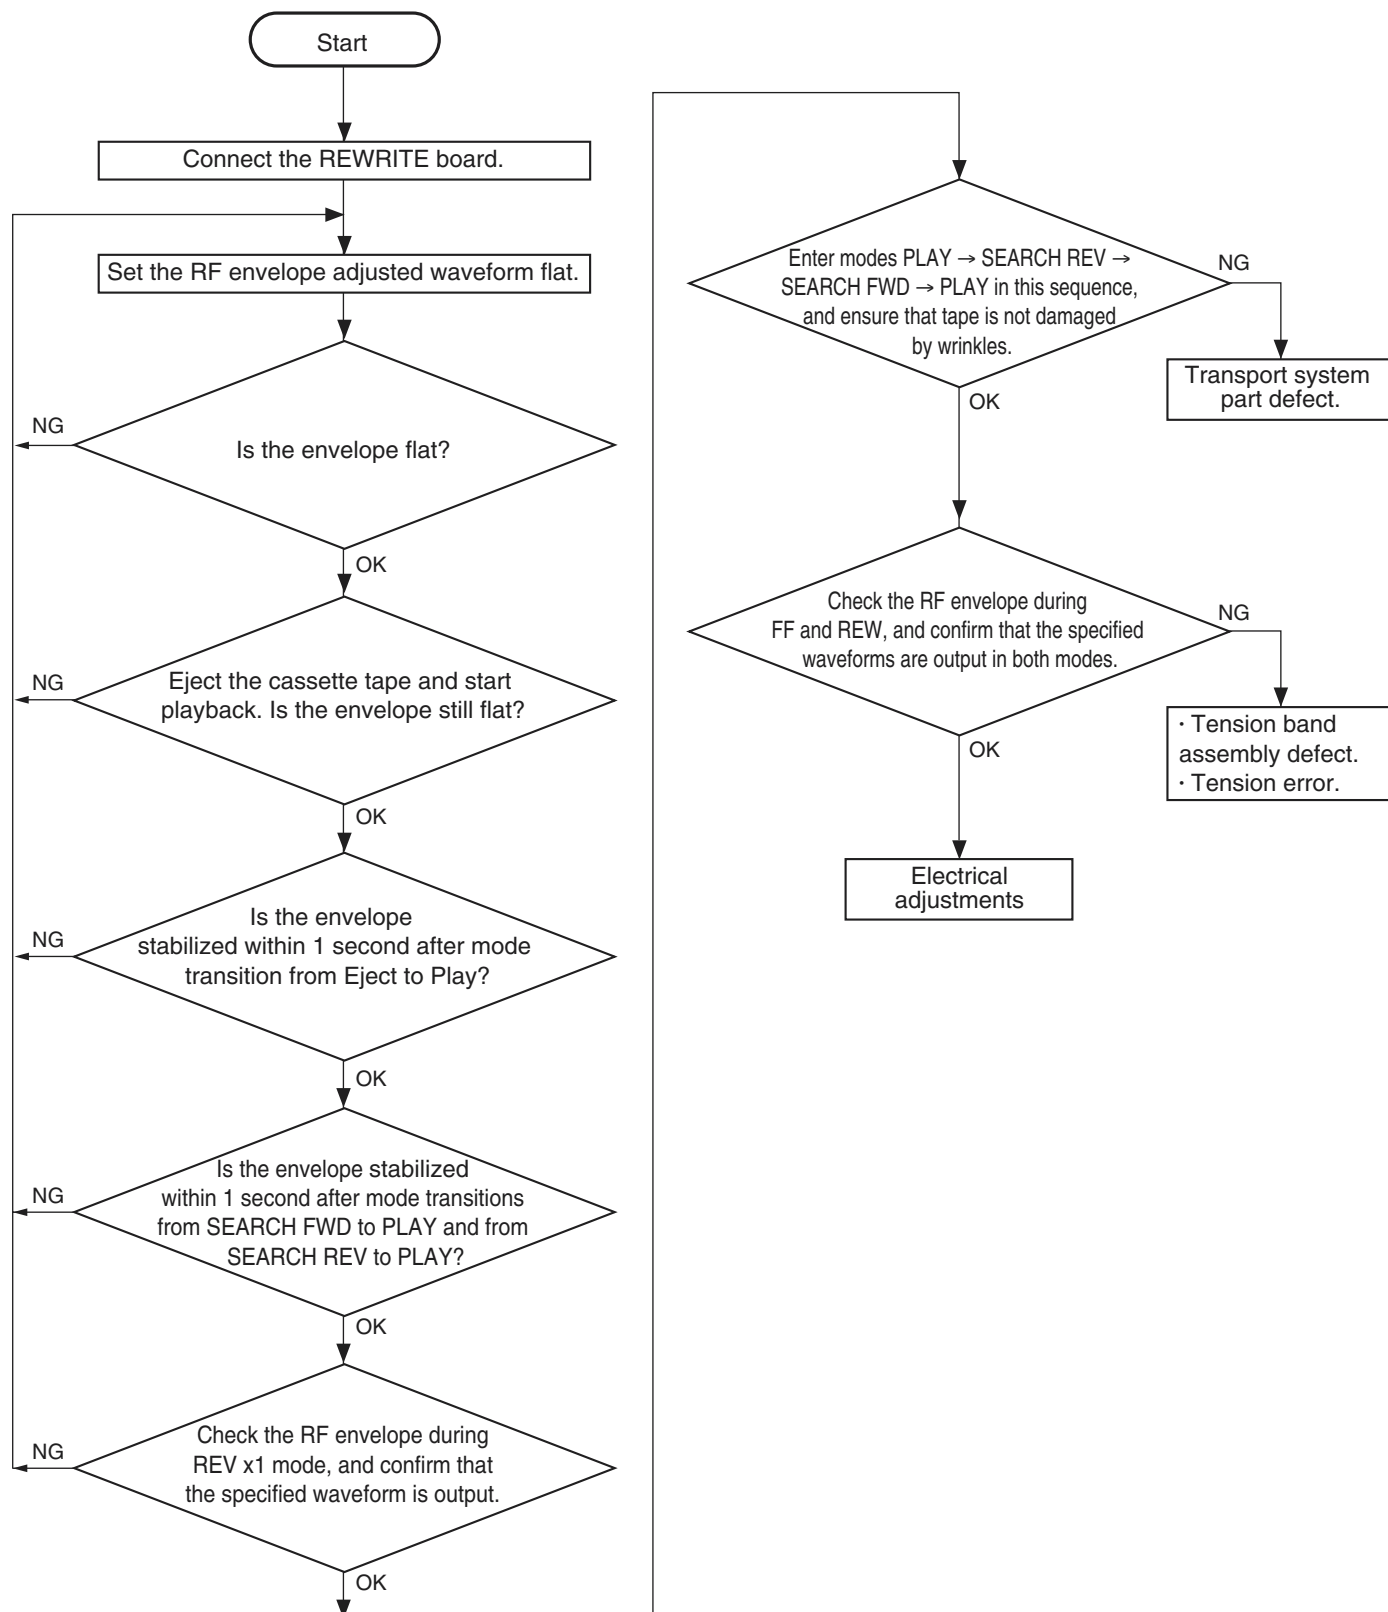 Start
Connect the REWRITE board.
Set the RF envelope adjusted waveform flat.
NG
Is the envelope flat?
OK
NG
Eject the cassette tape and start
playback. Is the envelope still flat?
OK
NG
Is the envelope
stabilized within 1 second after mode
transition from Eject to Play?
OK
NG
Is the envelope stabilized
within 1 second after mode transitions
from SEARCH FWD to PLAY and from
SEARCH REV to PLAY?
OK
NG
Check the RF envelope during
REV x1 mode, and confirm that
the specified waveform is output.
OK
Enter modes PLAY → SEARCH REV →
SEARCH FWD → PLAY in this sequence,
and ensure that tape is not damaged
by wrinkles.
NG
Transport system
part defect.
OK
Check the RF envelope during
FF and REW, and confirm that the specified
waveforms are output in both modes.
NG
· Tension band
assembly defect.
· Tension error.
OK
Electrical
adjustments